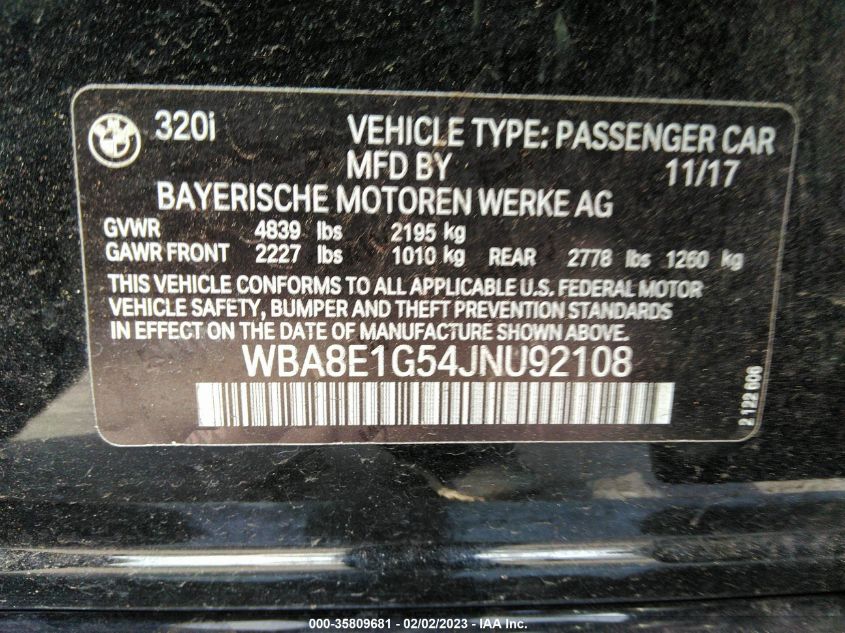 320i VEHICLE TYPE: PASSENGER CAR
MFD BY 11/17
BAYERISCHE MOTOREN WERKE AG
GVWR 4839 lbs 2195 kg
GAWR FRONT 2227 lbs 1010 kg REAR 2778 lbs 1260 kg
THIS VEHICLE CONFORMS TO ALL APPLICABLE U.S. FEDERAL MOTOR
VEHICLE SAFETY, BUMPER AND THEFT PREVENTION STANDARDS
IN EFFECT ON THE DATE OF MANUFACTURE SHOWN ABOVE.
WBA8E1G54JNU92108
2 122 606
000-35809681 - 02/02/2023 - © IAA Inc.